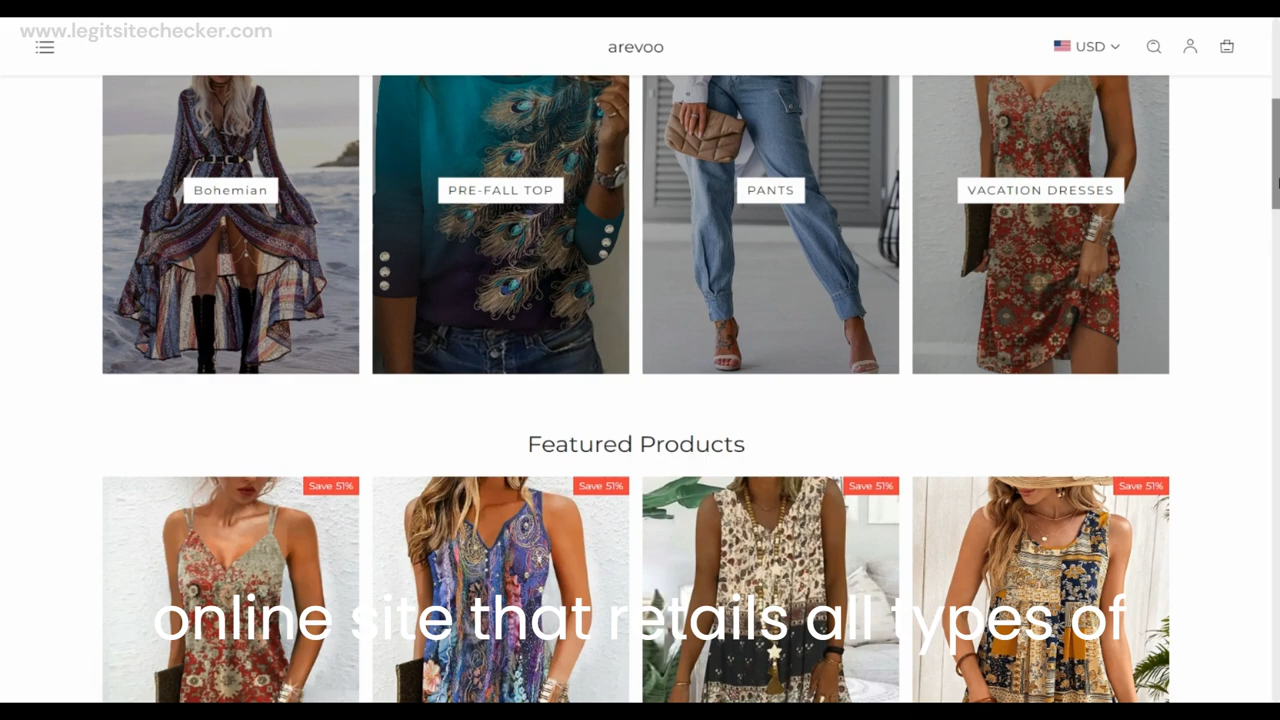 www.legitsitechecker.com
arevoo
USD
Bohemian
PRE-FALL TOP
PANTS
VACATION DRESSES
Featured Products
Save 51%
Save 51%
Save 51%
Save 51%
online site that retails all types of